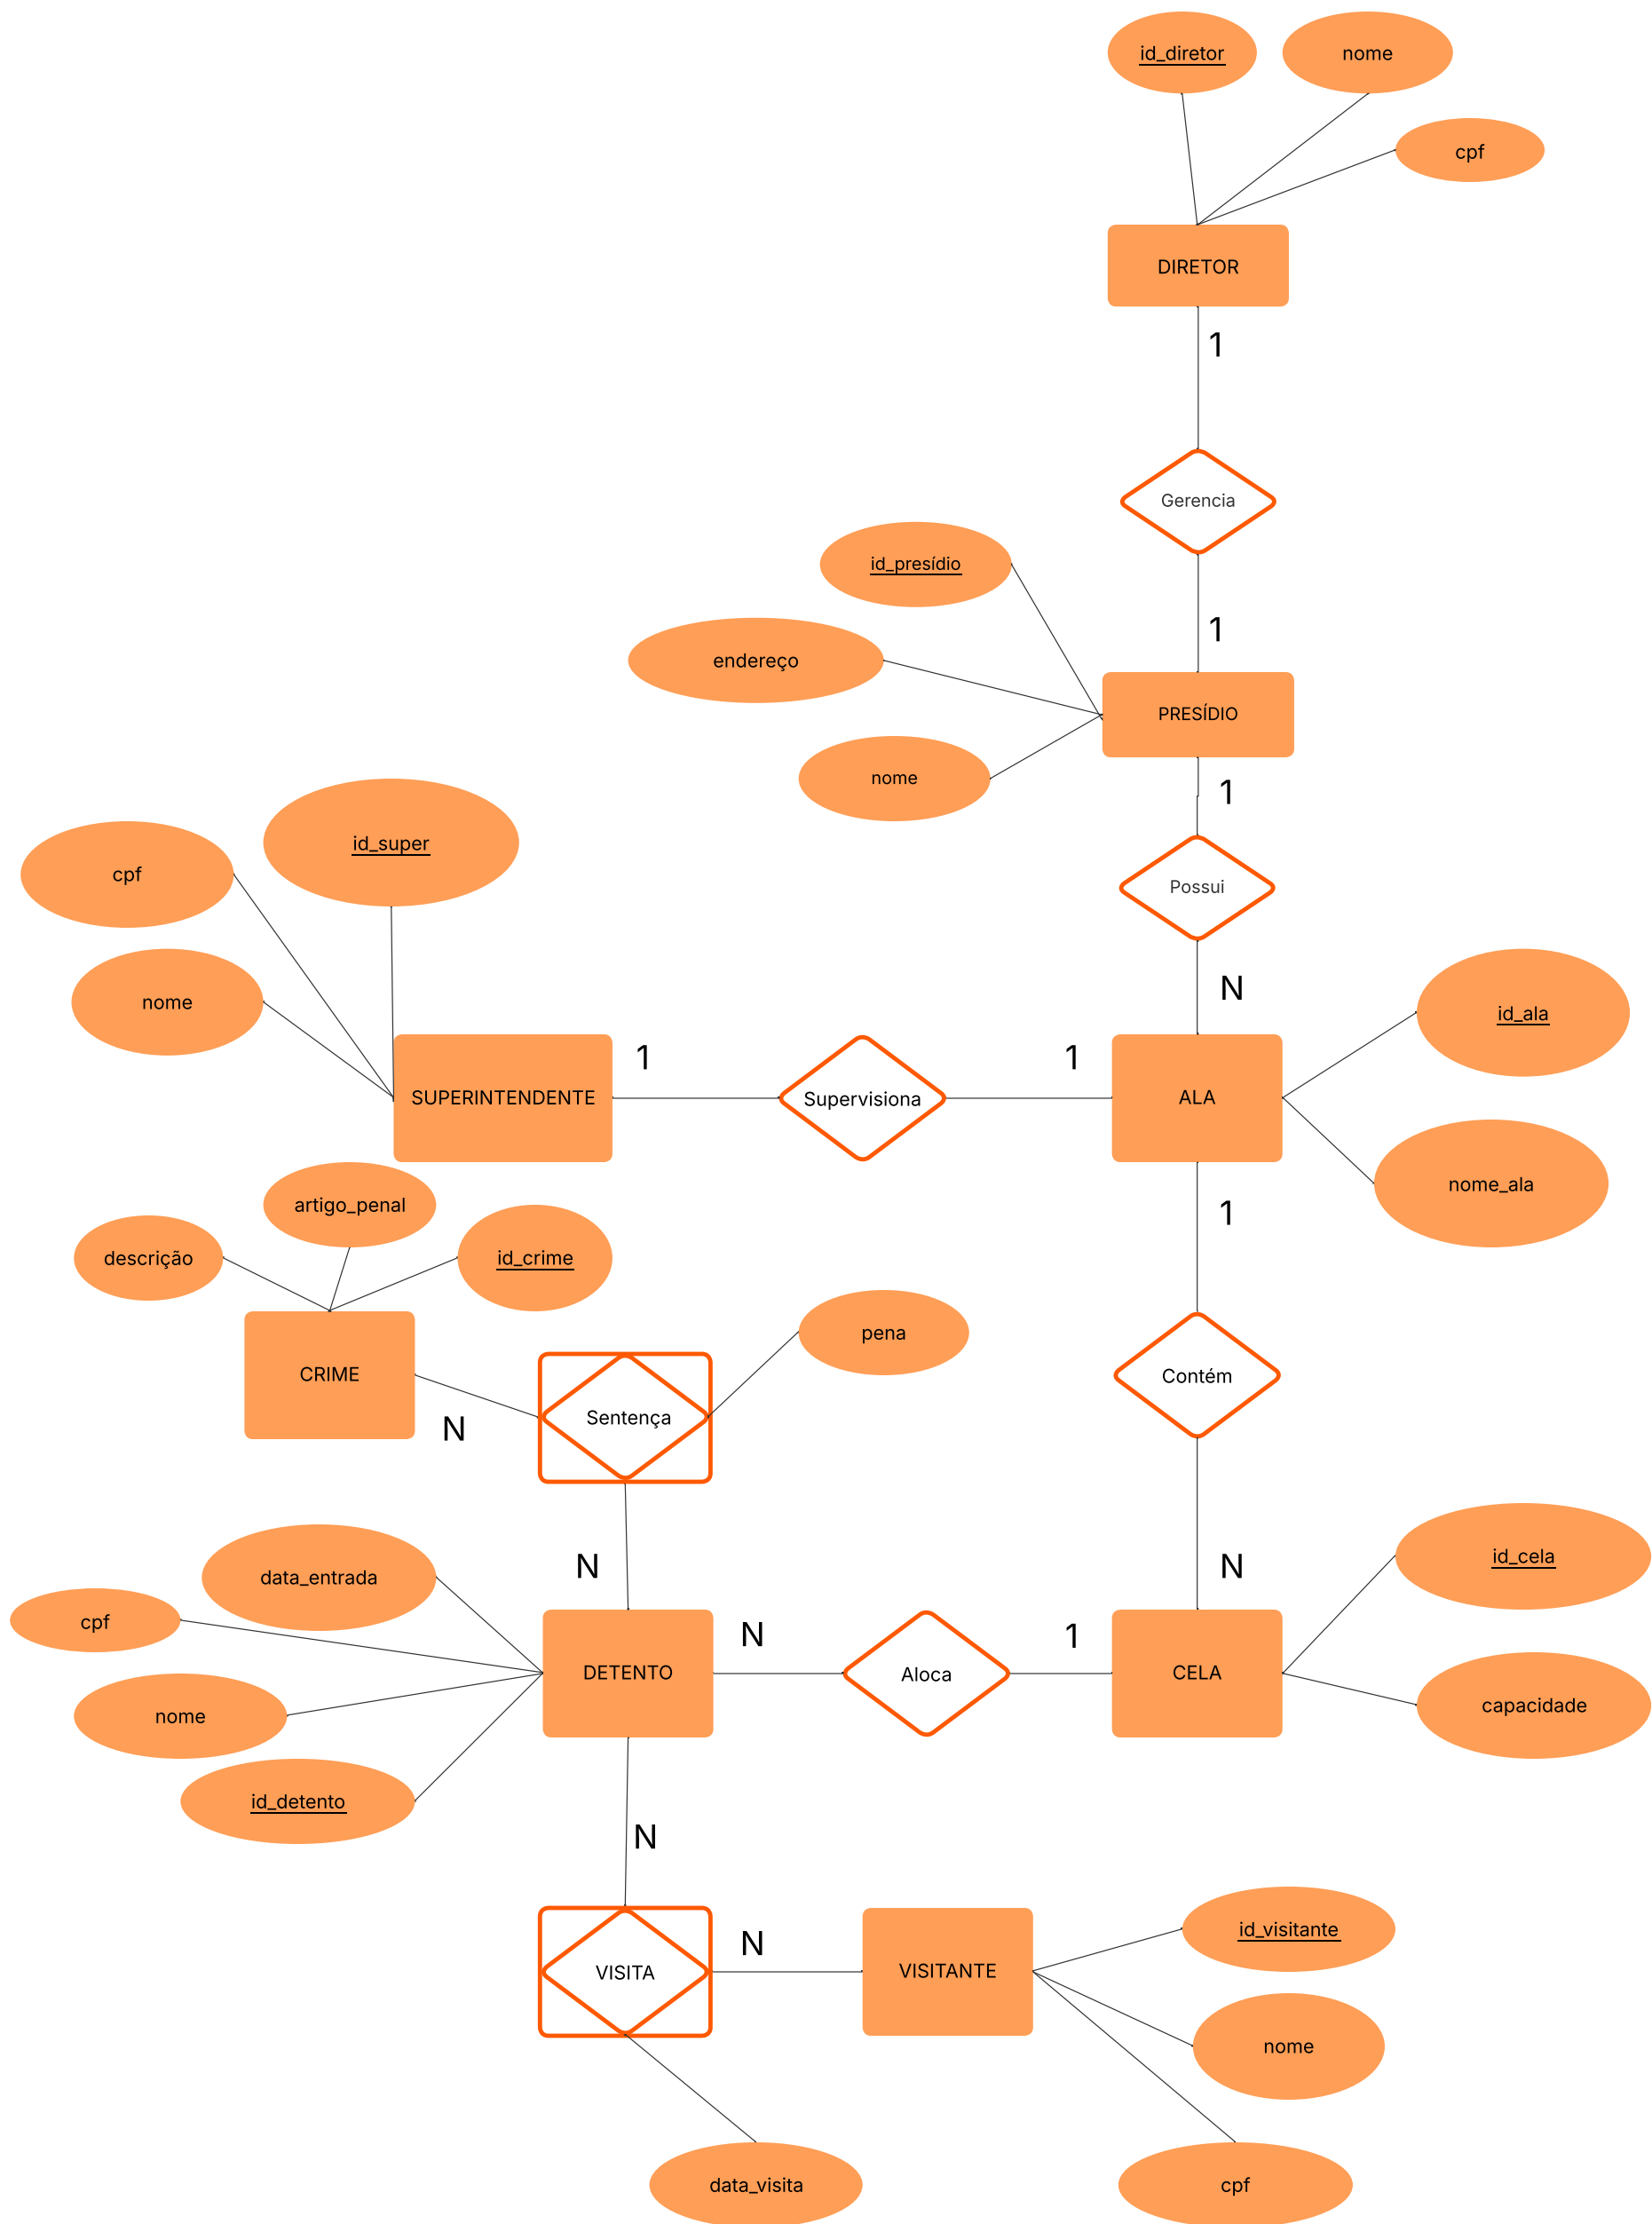 id_diretor
nome
cpf
DIRETOR
1
Gerencia
id_presídio
1
endereço
PRESÍDIO
nome
1
id_super
cpf
Possui
N
nome
id_ala
1
1
SUPERINTENDENTE
Supervisiona
ALA
nome_ala
artigo_penal
1
descrição
id_crime
pena
CRIME
Contém
N
Sentença
id_cela
data_entrada
N
N
cpf
N
1
DETENTO
Aloca
CELA
nome
capacidade
id_detento
N
id_visitante
N
VISITA
VISITANTE
nome
data_visita
cpf